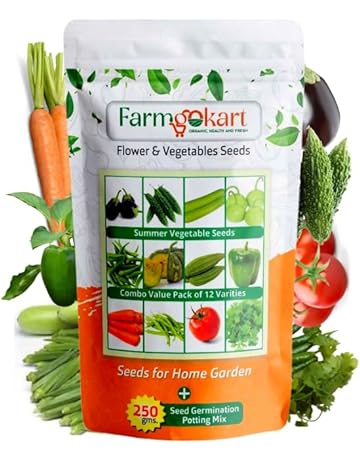 Farmgokart
ORGANIC, HEALTH AND FRESH
Flower & Vegetables Seeds
Summer Vegetable Seeds
Combo Value Pack of 12 Varities
Seeds for Home Garden
+
250
gms.
Seed Germination
Potting Mix